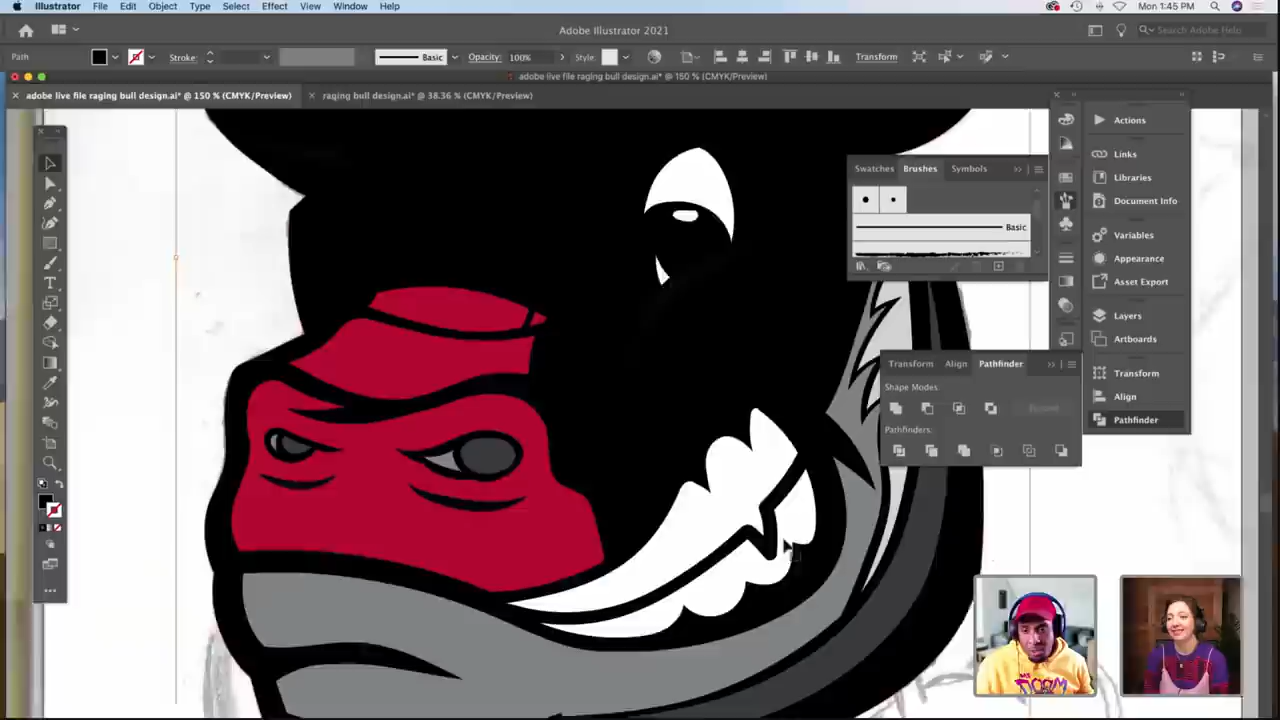 Illustrator File Edit Object Type Select Effect View Window Help Mon 1:45 PM
Adobe Illustrator 2021 Search Adobe Help
Path Stroke: Basic Opacity: 100% Style: Transform
adobe live file raging bull design.ai* @ 150 % (CMYK/Preview)
adobe live file raging bull design.ai* @ 150 % (CMYK/Preview) raging bull design.ai* @ 38.36 % (CMYK/Preview)
Actions
Links
Libraries
Document Info
Variables
Appearance
Asset Export
Layers
Artboards
Transform
Align
Pathfinder
Swatches Brushes Symbols
Basic
Transform Align Pathfinder
Shape Modes:
Pathfinders:
DOOM